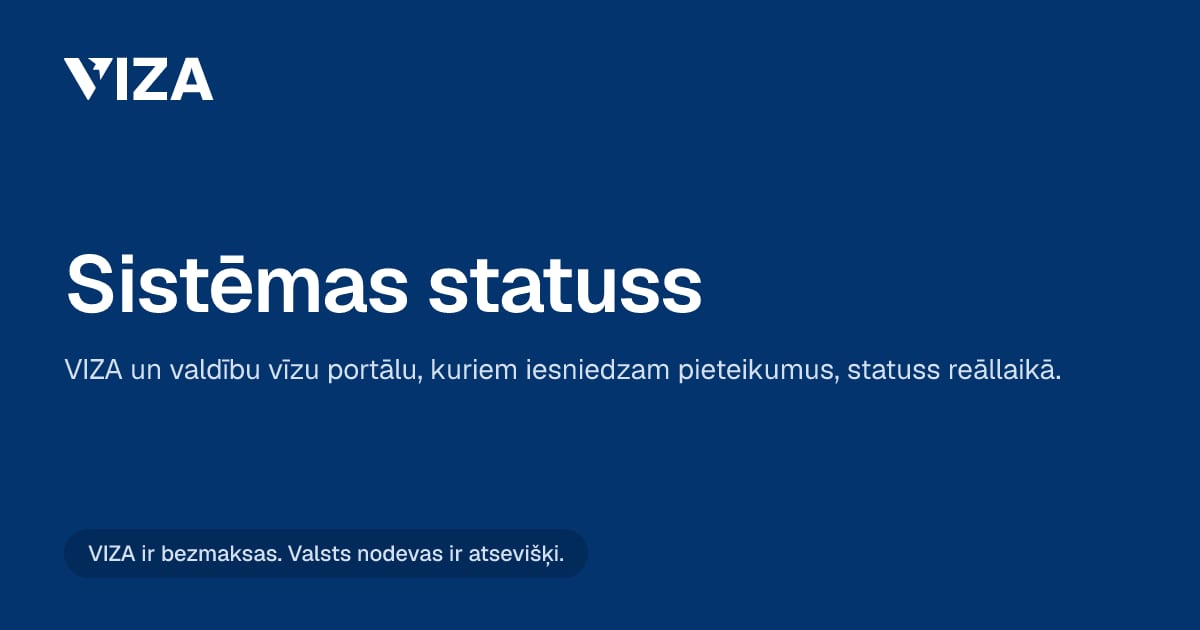 VIZA
Sistēmas statuss
VIZA un valdību vīzu portālu, kuriem iesniedzam pieteikumus, statuss reāllaikā.
VIZA ir bezmaksas. Valsts nodevas ir atsevišķi.